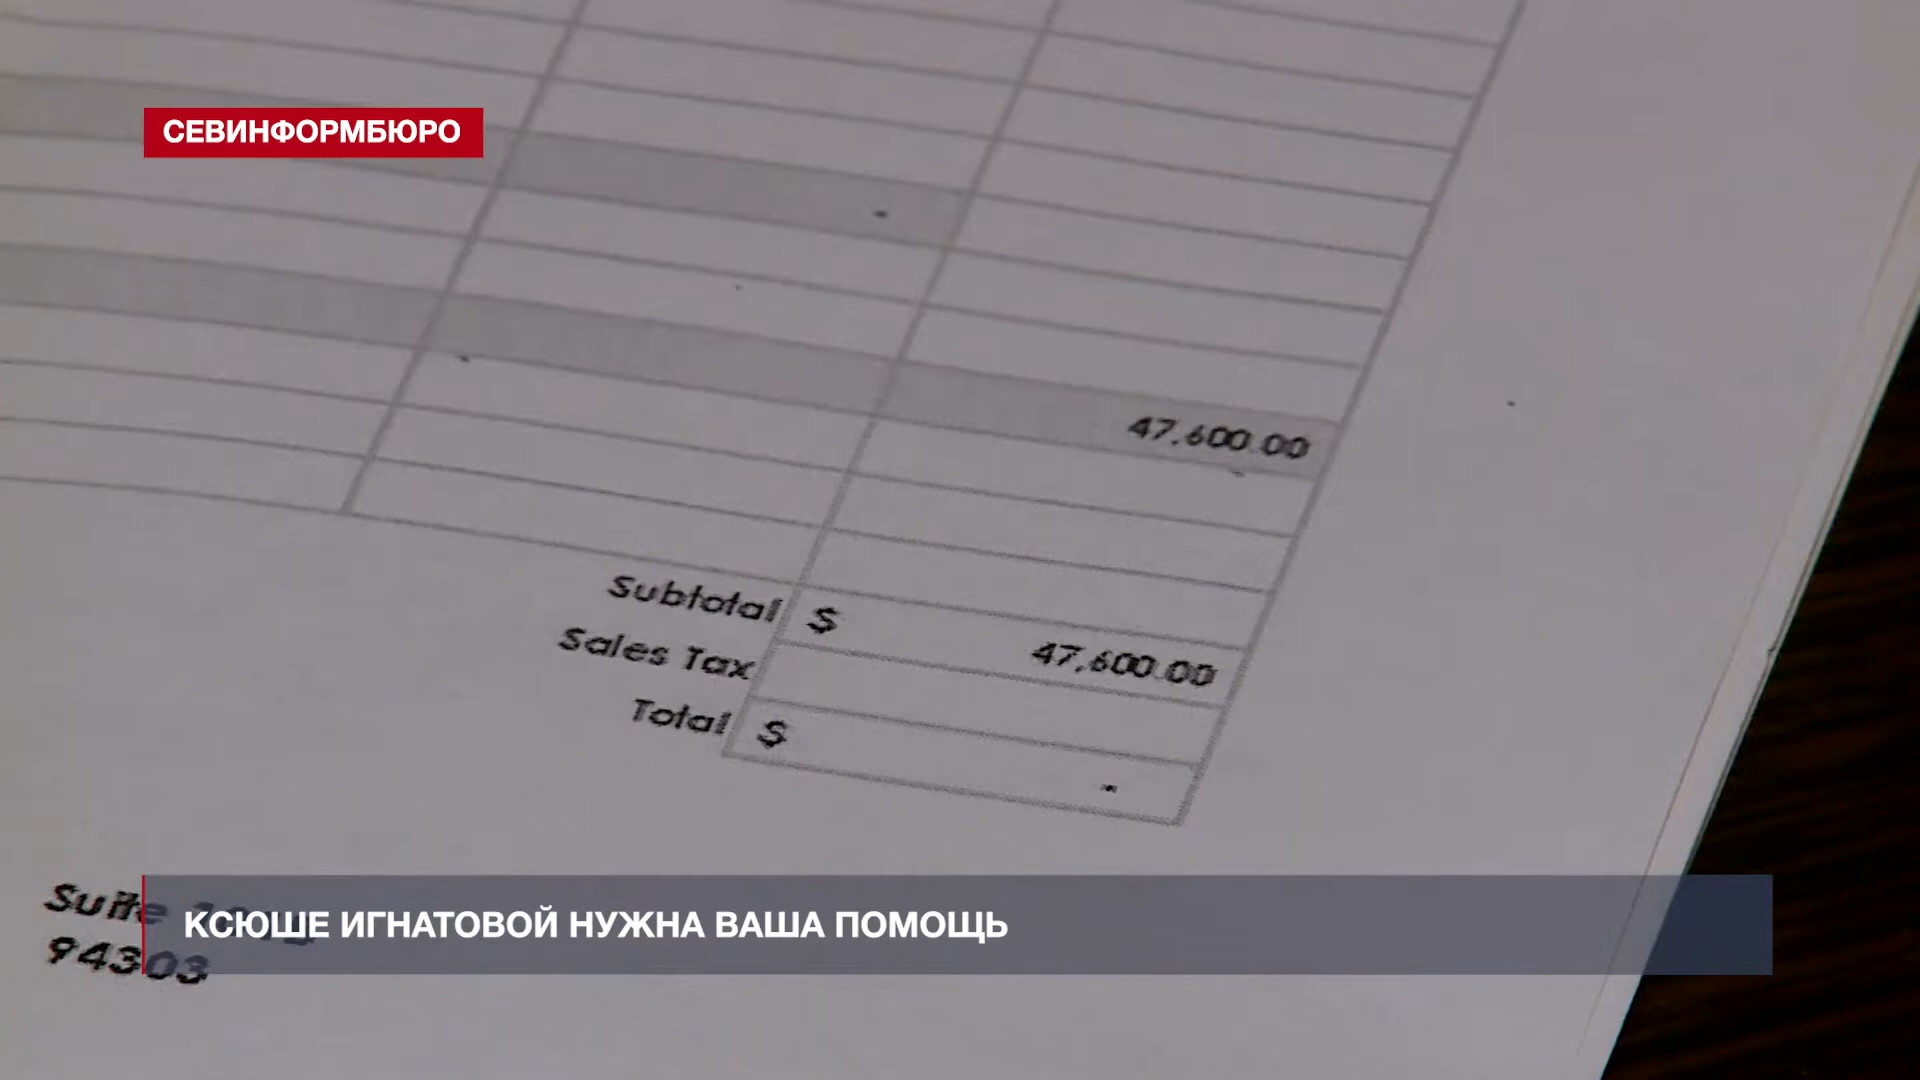 СЕВИНФОРМБЮРО
47,600.00
Subtotal $ 47,600.00
Sales Tax
Total $ -
Suite
КСЮШЕ ИГНАТОВОЙ НУЖНА ВАША ПОМОЩЬ
94303